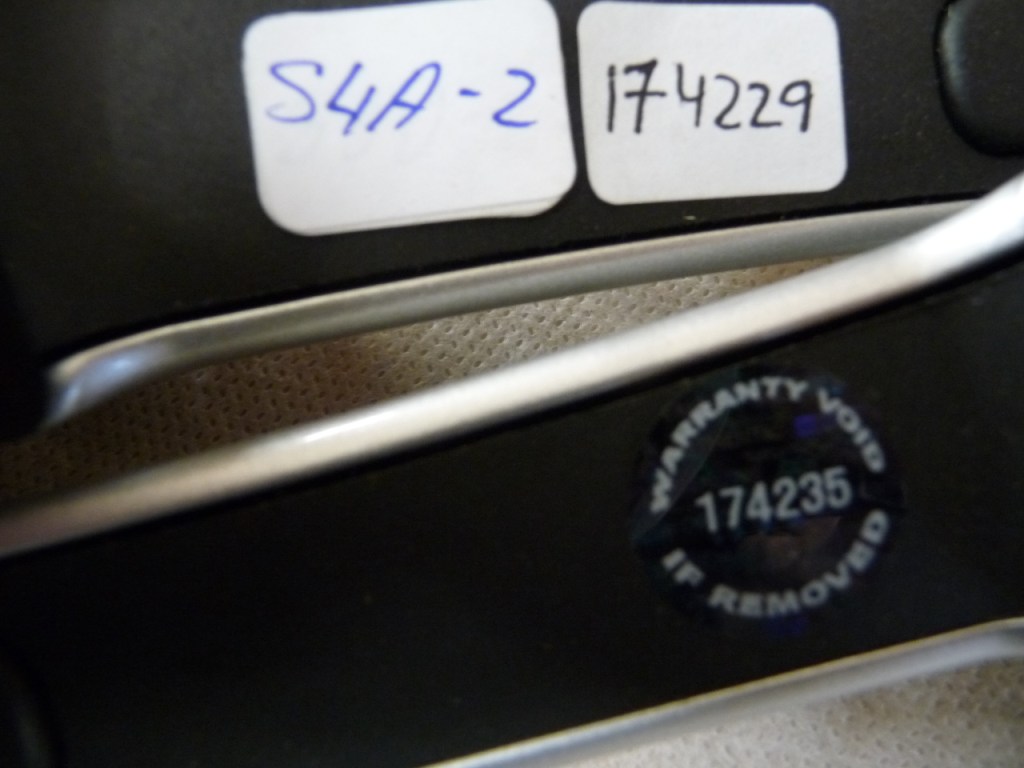 S4A-2
174229
WARRANTY VOID
174235
IF REMOVED